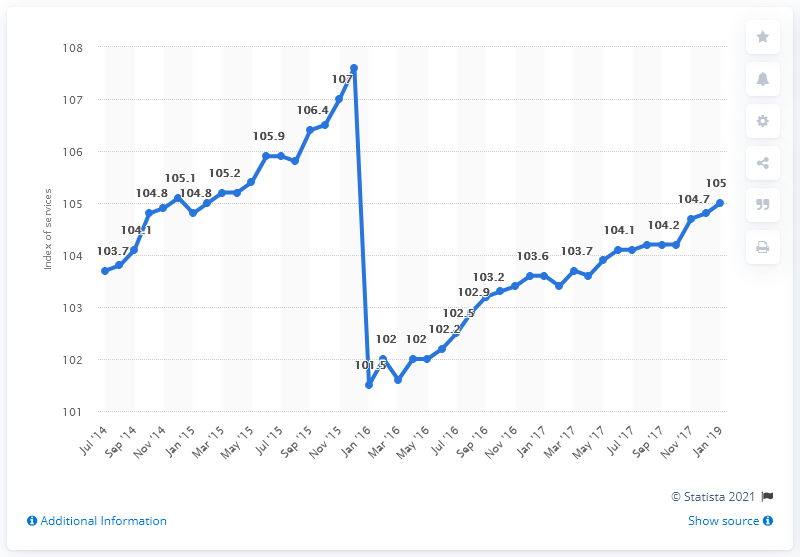 108
107
106
105
104
103
102
101
Index of services
103.7
104.1
104.8
105.1
104.8
105.2
105.9
106.4
107
101.5
102
102
102.2
102.5
102.9
103.2
103.6
103.7
104.1
104.2
104.7
105
Jul '14
Sep '14
Nov '14
Jan '15
Mar '15
May '15
Jul '15
Sep '15
Nov '15
Jan '16
Mar '16
May '16
Jul '16
Sep '16
Nov '16
Jan '17
Mar '17
May '17
Jul '17
Sep '17
Nov '17
Jan '19
© Statista 2021
Additional Information
Show source